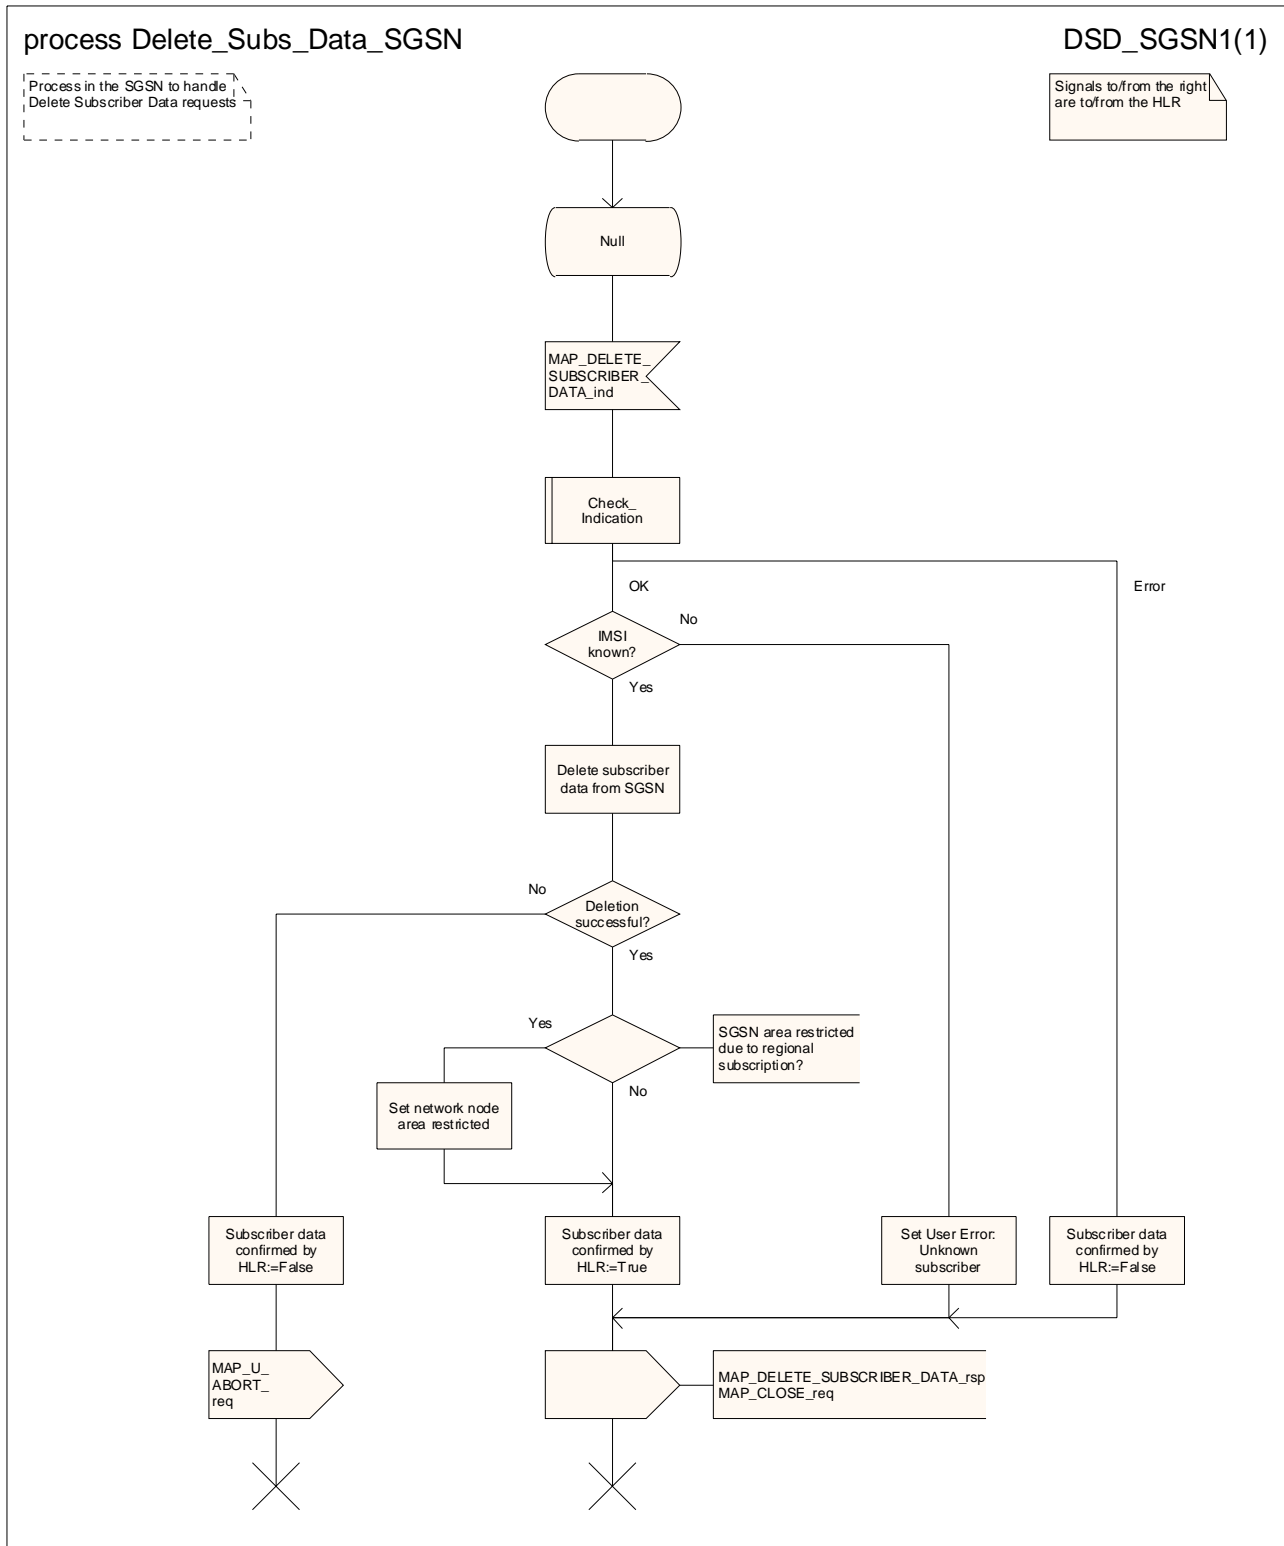 process Delete_Subs_Data_SGSN
DSD_SGSN1(1)
Process in the SGSN to handle
Delete Subscriber Data requests
Signals to/from the right
are to/from the HLR
Null
MAP_DELETE_
SUBSCRIBER_
DATA_ind
Check_
Indication
OK
Error
IMSI
known?
No
Yes
Delete subscriber
data from SGSN
No
Deletion
successful?
Yes
Yes
SGSN area restricted
due to regional
subscription?
No
Set network node
area restricted
Subscriber data
confirmed by
HLR:=False
Subscriber data
confirmed by
HLR:=True
Set User Error:
Unknown
subscriber
Subscriber data
confirmed by
HLR:=False
MAP_U_
ABORT_
req
MAP_DELETE_SUBSCRIBER_DATA_rsp
MAP_CLOSE_req